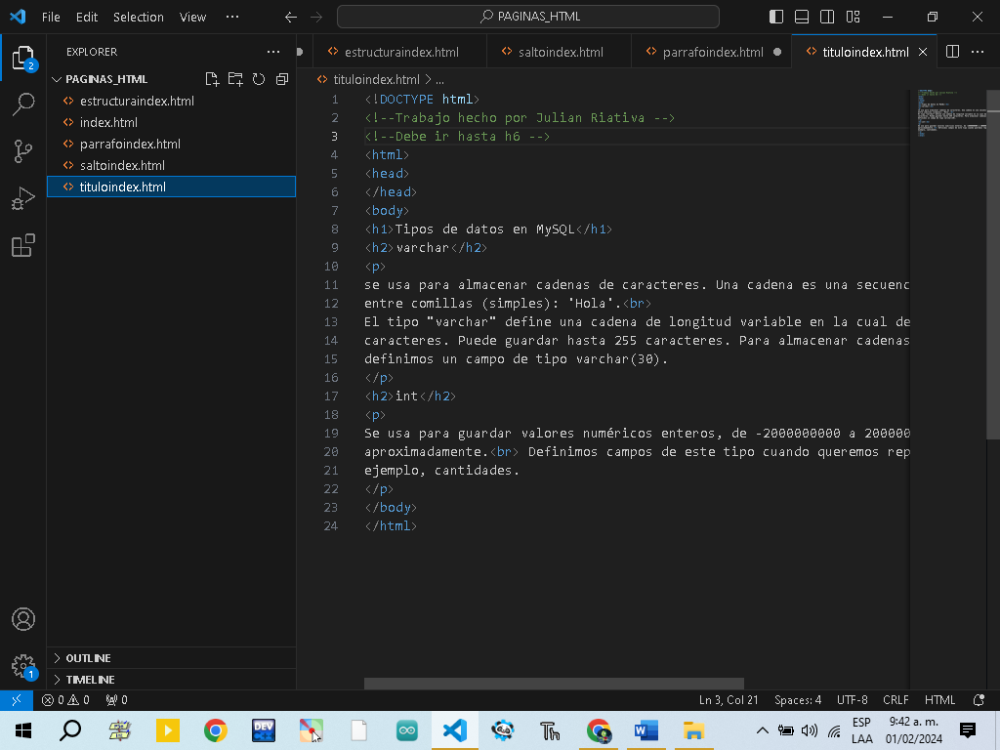 File Edit Selection View ··· PAGINAS_HTML
EXPLORER ···
estructuraindex.html saltoindex.html parrafoindex.html tituloindex.html
PAGINAS_HTML
estructuraindex.html
index.html
parrafoindex.html
saltoindex.html
tituloindex.html
2
tituloindex.html > ...
1 <!DOCTYPE html>
2 <!--Trabajo hecho por Julian Riativa -->
3 <!--Debe ir hasta h6 -->
4 <html>
5 <head>
6 </head>
7 <body>
8 <h1>Tipos de datos en MySQL</h1>
9 <h2>varchar</h2>
10 <p>
11 se usa para almacenar cadenas de caracteres. Una cadena es una secuenc
12 entre comillas (simples): 'Hola'.<br>
13 El tipo "varchar" define una cadena de longitud variable en la cual de
14 caracteres. Puede guardar hasta 255 caracteres. Para almacenar cadenas
15 definimos un campo de tipo varchar(30).
16 </p>
17 <h2>int</h2>
18 <p>
19 Se usa para guardar valores numéricos enteros, de -2000000000 a 200000
20 aproximadamente.<br> Definimos campos de este tipo cuando queremos rep
21 ejemplo, cantidades.
22 </p>
23 </body>
24 </html>
OUTLINE
TIMELINE
1
0 0 0 Ln 3, Col 21 Spaces: 4 UTF-8 CRLF HTML
DEV
Th
W
ESP
LAA
9:42 a. m.
01/02/2024